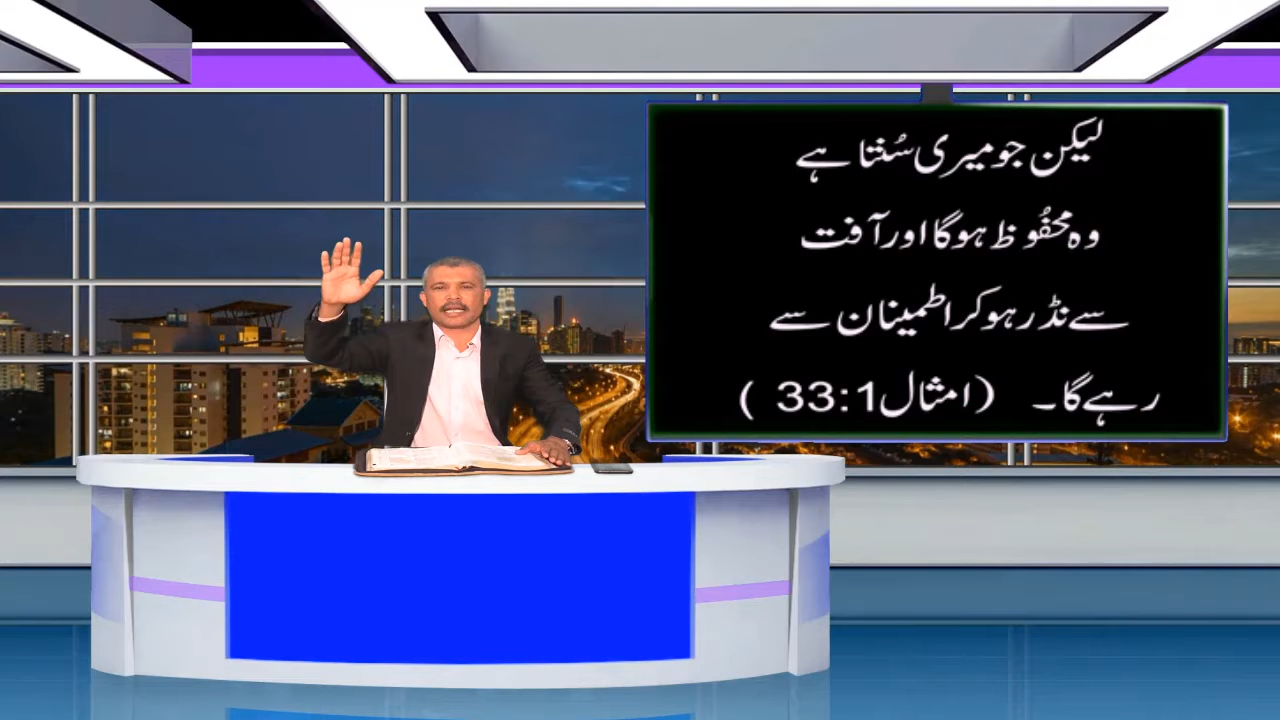 لیکن جو میری سُنتا ہے
وہ محفُوظ ہوگا اور آفت
سے نڈر ہو کر اطمینان سے
رہے گا۔ (امثال 33:1 )